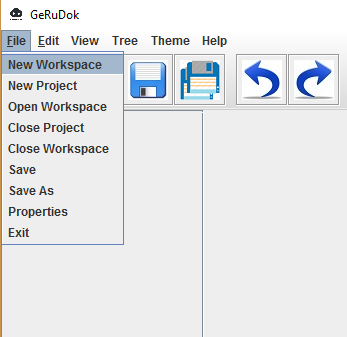 GeRuDok
File Edit View Tree Theme Help
New Workspace
New Project
Open Workspace
Close Project
Close Workspace
Save
Save As
Properties
Exit